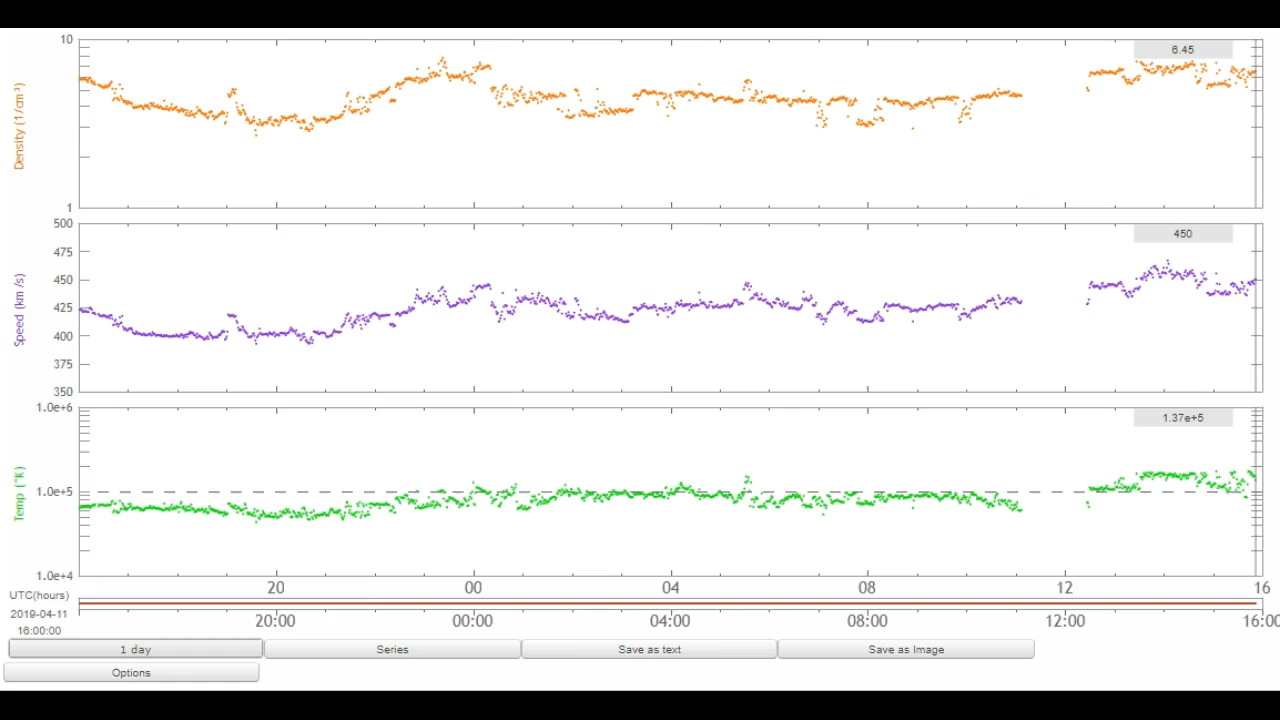 10
6.45
Density (1/cm³)
1
500
450
475
450
Speed (km/s)
425
400
375
350
1.0e+6
1.37e+5
Temp (°K)
1.0e+5
1.0e+4
20 00 04 08 12 16
UTC(hours)
2019-04-11
16:00:00
20:00 00:00 04:00 08:00 12:00 16:00
1 day Series Save as text Save as Image
Options